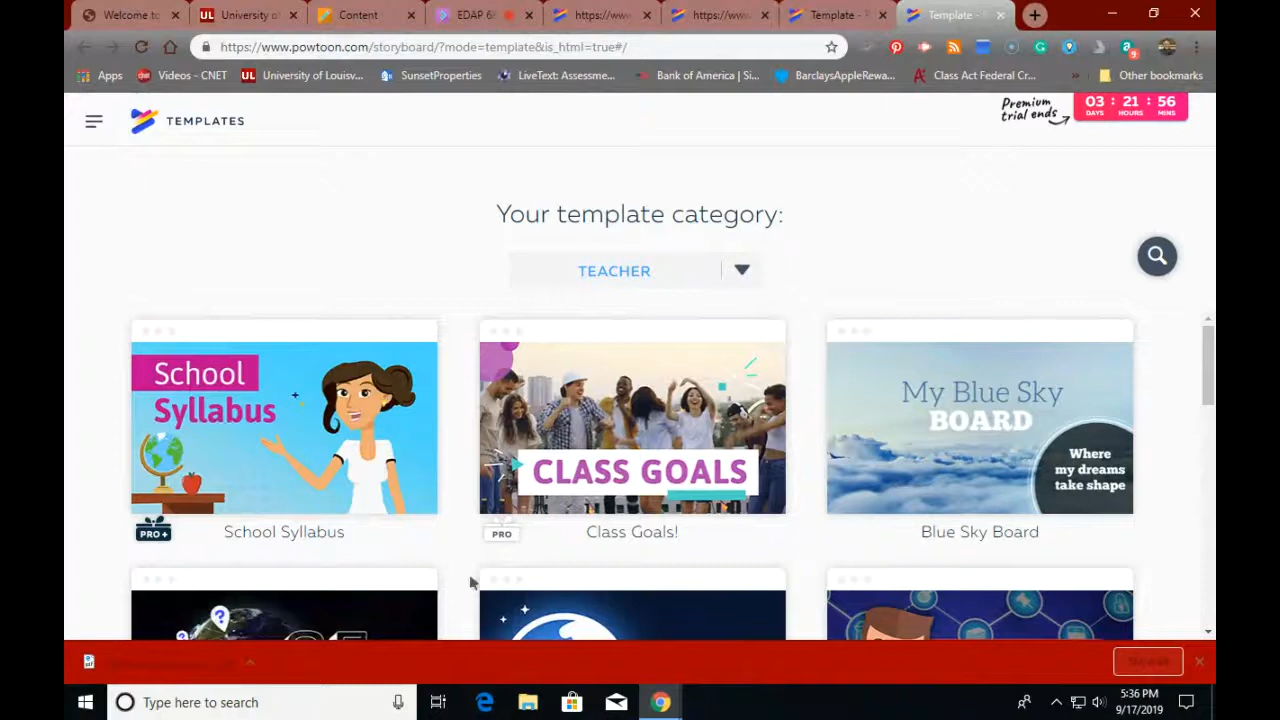 Welcome to
University of
Content
EDAP 6
https://www
https://www
Template -
Template -
https://www.powtoon.com/storyboard/?mode=template&is_html=true#/
9
Apps
Videos - CNET
University of Louisv...
SunsetProperties
LiveText: Assessme...
Bank of America | Si...
BarclaysAppleRewa...
Class Act Federal Cr...
»
Other bookmarks
TEMPLATES
Premium
trial ends
03 : 21 : 56
DAYS HOURS MINS
Your template category:
TEACHER
School
Syllabus
CLASS GOALS
My Blue Sky
BOARD
Where
my dreams
take shape
PRO +
School Syllabus
PRO
Class Goals!
Blue Sky Board
Type here to search
5:36 PM
9/17/2019